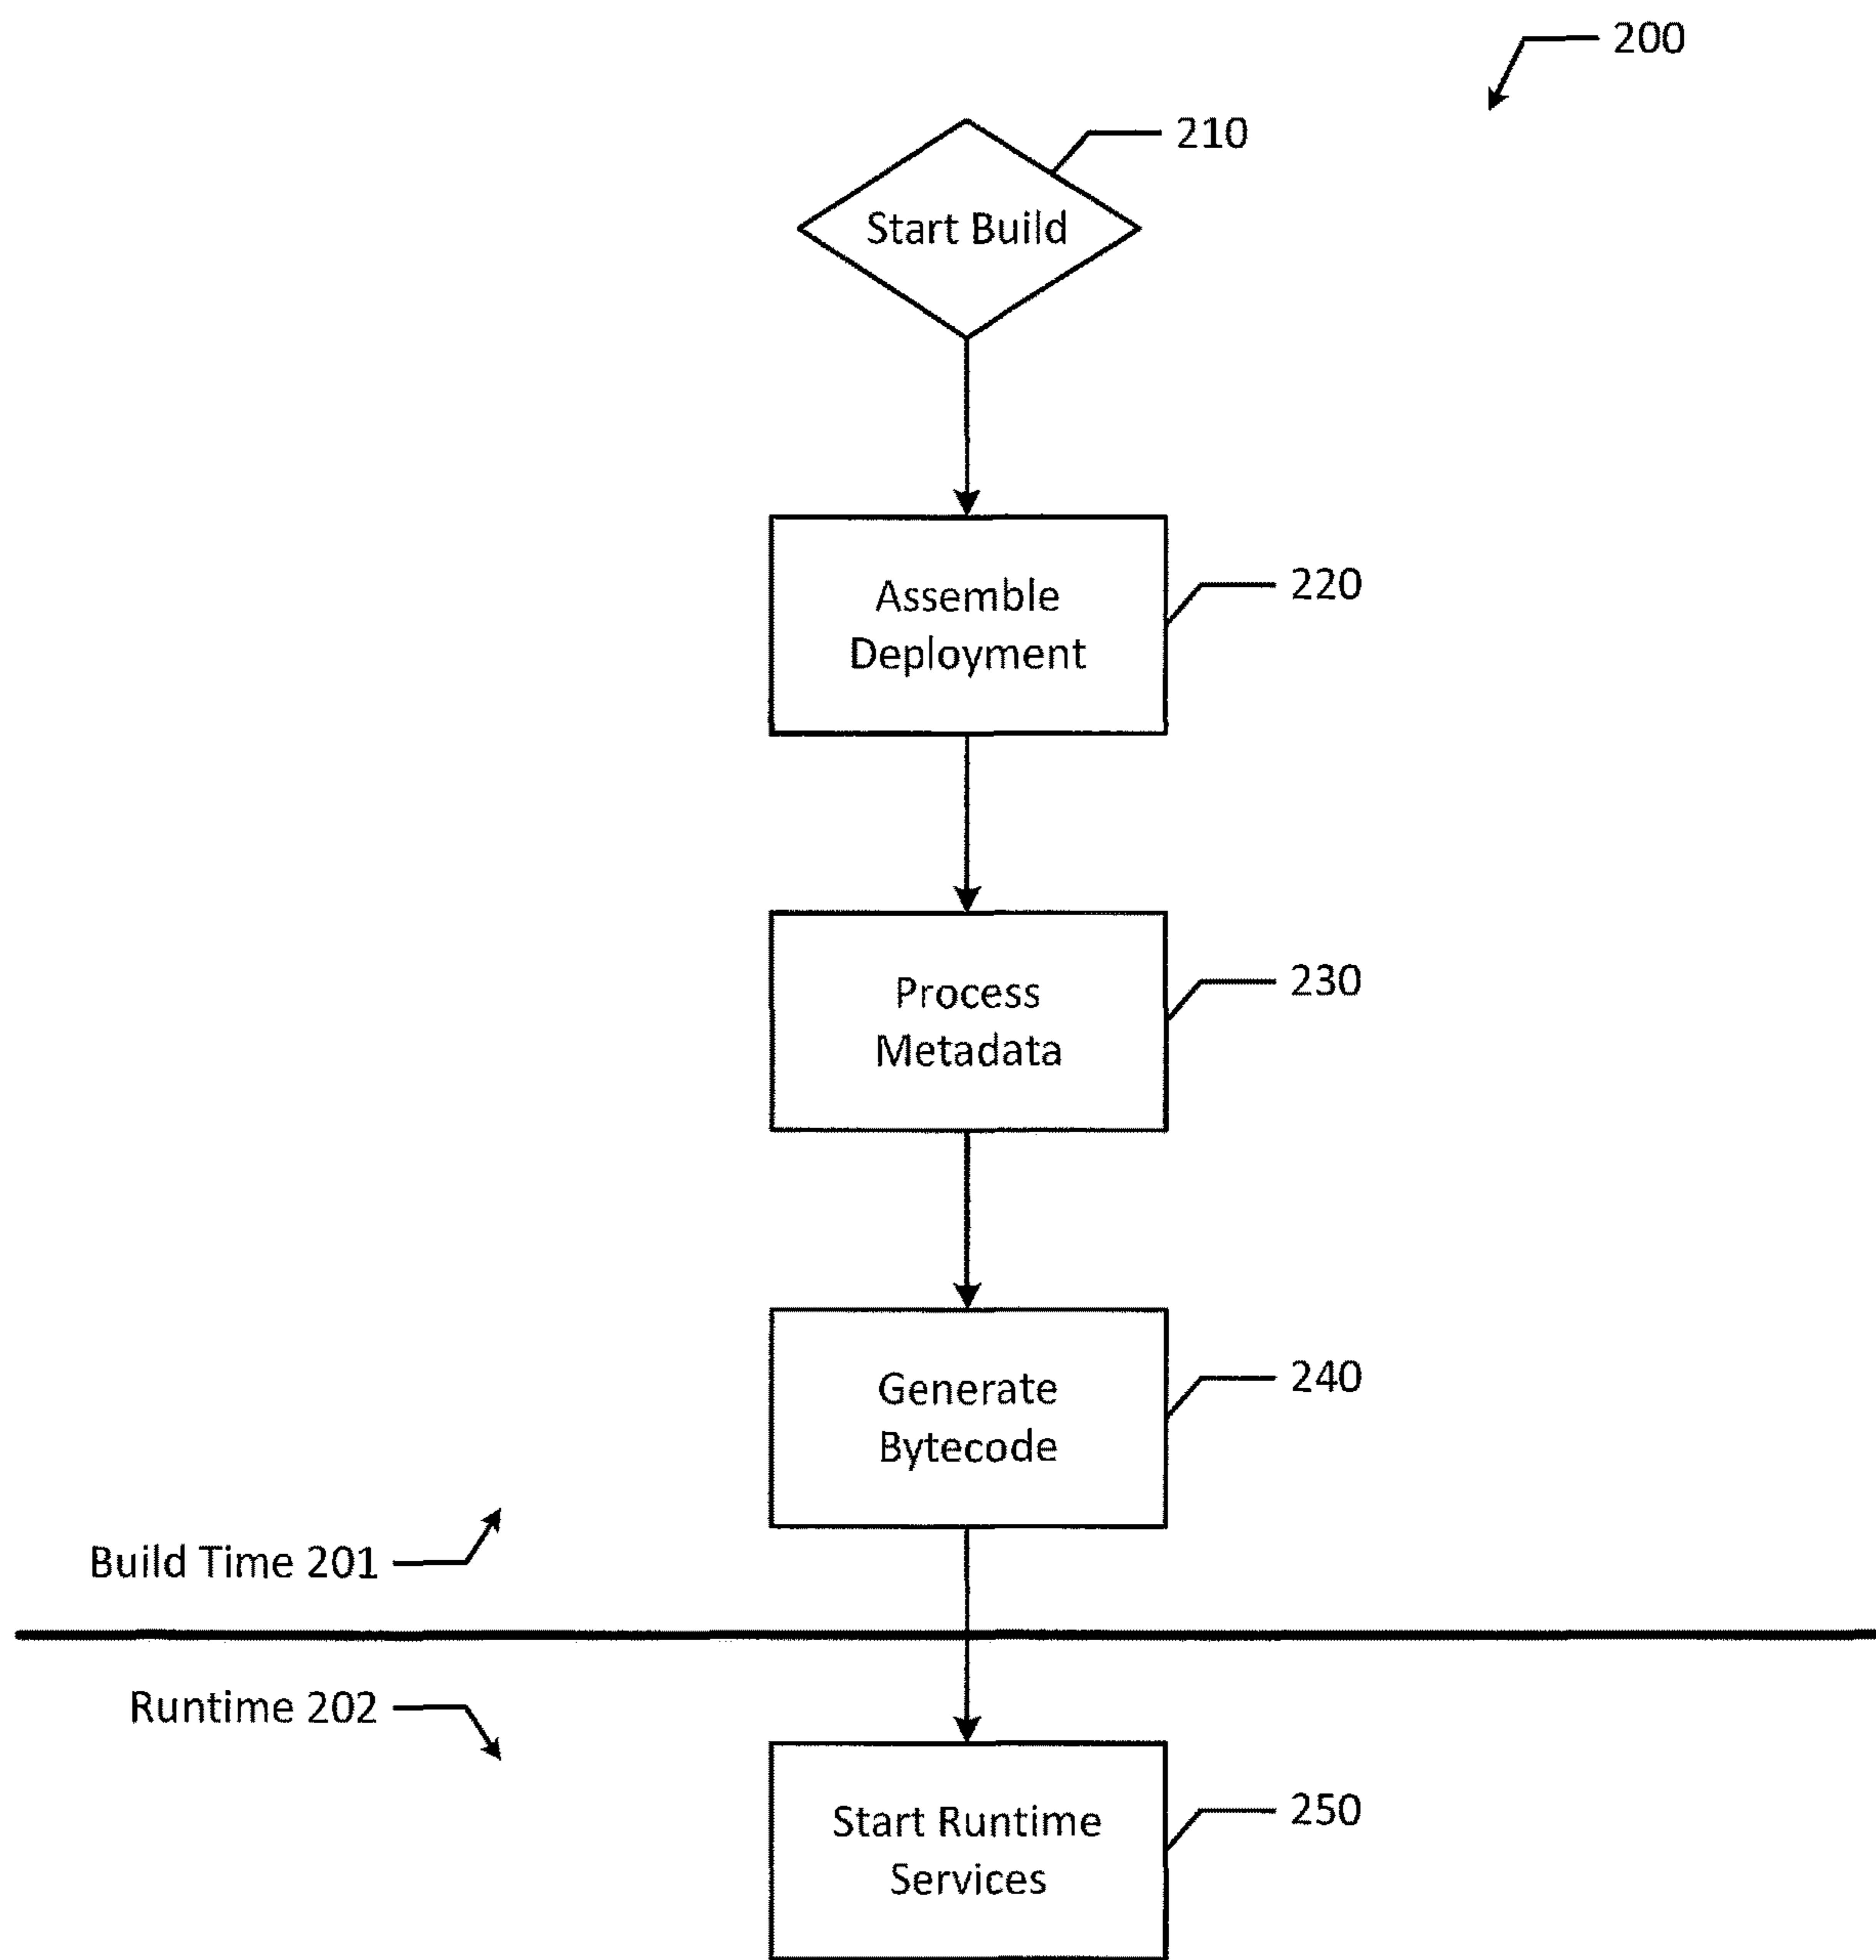 200
210
Start Build
220
Assemble
Deployment
230
Process
Metadata
240
Generate
Bytecode
Build Time 201
Runtime 202
250
Start Runtime
Services